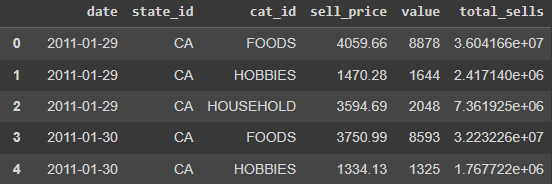 date state_id cat_id sell_price value total_sells
0 2011-01-29 CA FOODS 4059.66 8878 3.604166e+07
1 2011-01-29 CA HOBBIES 1470.28 1644 2.417140e+06
2 2011-01-29 CA HOUSEHOLD 3594.69 2048 7.361925e+06
3 2011-01-30 CA FOODS 3750.99 8593 3.223226e+07
4 2011-01-30 CA HOBBIES 1334.13 1325 1.767722e+06